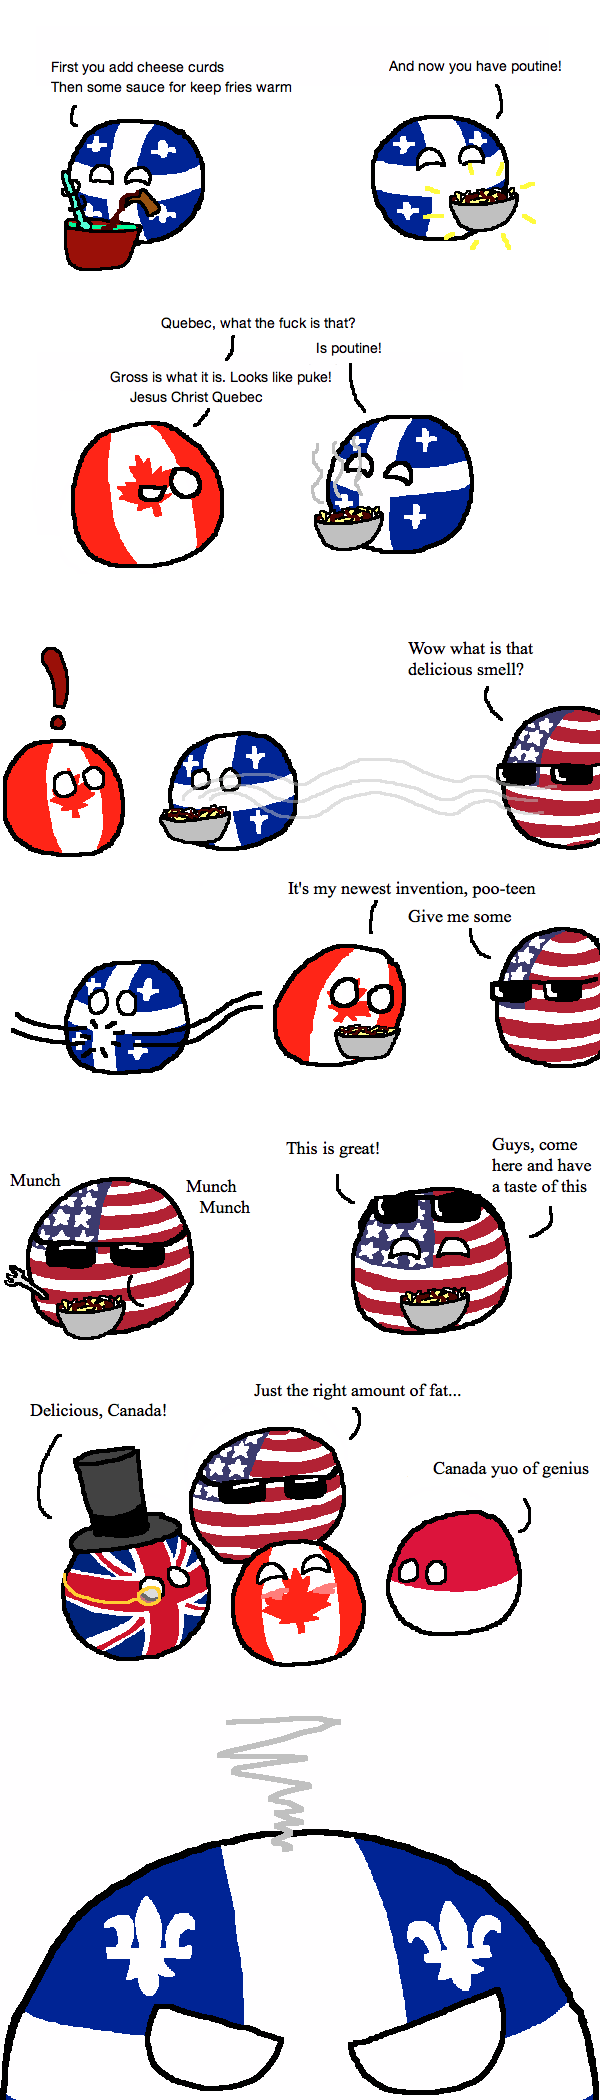 First you add cheese curds
Then some sauce for keep fries warm
And now you have poutine!
Quebec, what the fuck is that?
Is poutine!
Gross is what it is. Looks like puke!
Jesus Christ Quebec
!
Wow what is that
delicious smell?
It's my newest invention, poo-teen
Give me some
Munch
Munch
Munch
This is great!
Guys, come
here and have
a taste of this
Just the right amount of fat...
Delicious, Canada!
Canada yuo of genius